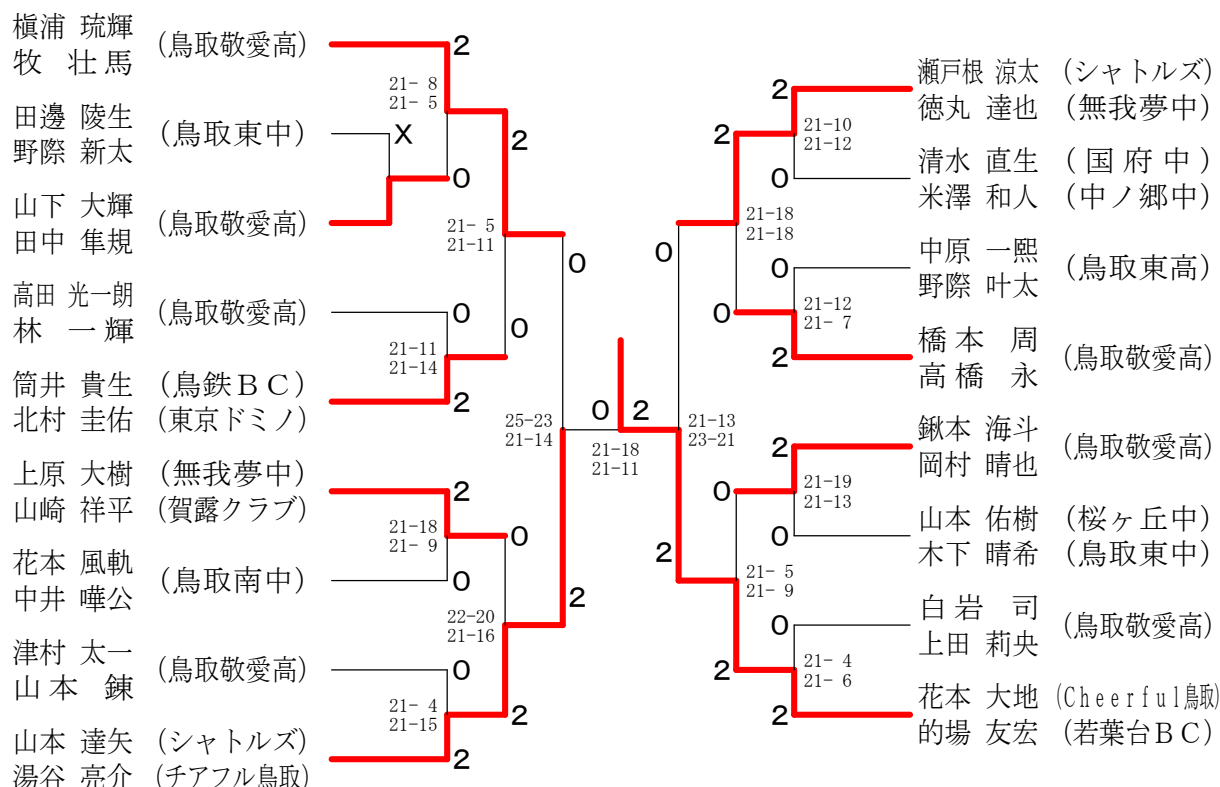 槇浦 琉輝
牧 壮馬
(鳥取敬愛高)
2
21- 8
21- 5
田邊 陵生
野際 新太
(鳥取東中)
X
0
山下 大輝
田中 隼規
(鳥取敬愛高)
2
21- 5
21-11
0
高田 光一朗
林 一輝
(鳥取敬愛高)
0
0
21-11
21-14
筒井 貴生 (鳥鉄BC)
北村 圭佑 (東京ドミノ)
2
25-23
21-14
上原 大樹 (無我夢中)
山崎 祥平 (賀露クラブ)
2
21-18
21- 9
0
花本 風軌
中井 嘩公
(鳥取南中)
0
22-20
21-16
2
津村 太一
山本 錬
(鳥取敬愛高)
0
21- 4
21-15
2
山本 達矢 (シャトルズ)
湯谷 亮介 (チアフル鳥取)
2
0 2
21-18
21-11
瀬戸根 涼太 (シャトルズ)
徳丸 達也 (無我夢中)
2
21-10
21-12
2
清水 直生 (国府中)
米澤 和人 (中ノ郷中)
0
21-18
21-18
0
中原 一熙
野際 叶太
(鳥取東高)
0
21-12
21- 7
0
橋本 周
高橋 永
(鳥取敬愛高)
2
21-13
23-21
鍬本 海斗
岡村 晴也
(鳥取敬愛高)
2
21-19
21-13
0
山本 佑樹 (桜ヶ丘中)
木下 晴希 (鳥取東中)
0
2
21- 5
21- 9
白岩 司
上田 莉央
(鳥取敬愛高)
0
21- 4
21- 6
2
花本 大地 (Cheerful鳥取)
的場 友宏 (若葉台BC)
2